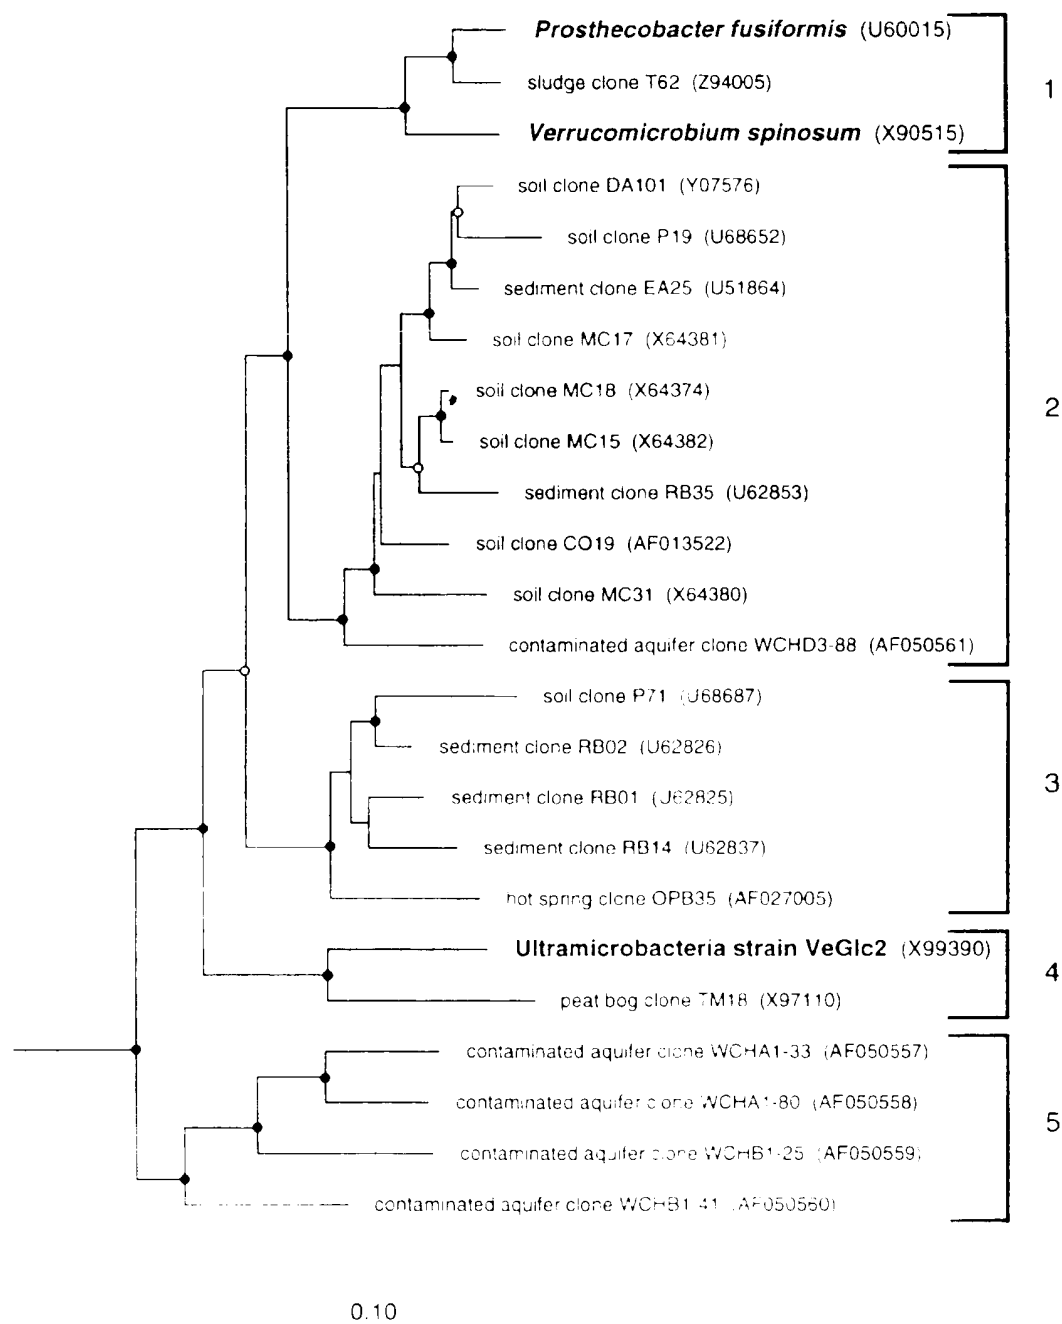 Prosthecobacter fusiformis (U60015)
sludge clone T62 (Z94005)
1
Verrucomicrobium spinosum (X90515)
soil clone DA101 (Y07576)
soil clone P19 (U68652)
sediment clone EA25 (U51864)
soil clone MC17 (X64381)
soil clone MC18 (X64374)
2
soil clone MC15 (X64382)
sediment clone RB35 (U62853)
soil clone CO19 (AF013522)
soil clone MC31 (X64380)
contaminated aquifer clone WCHD3-88 (AF050561)
soil clone P71 (U68687)
sediment clone RB02 (U62826)
3
sediment clone RB01 (U62825)
sediment clone RB14 (U62837)
hot spring clone OPB35 (AF027005)
Ultramicrobacteria strain VeGlc2 (X99390)
4
peat bog clone TM18 (X97110)
contaminated aquifer clone WCHA1-33 (AF050557)
contaminated aquifer clone WCHA1-80 (AF050558)
5
contaminated aquifer clone WCHB1-25 (AF050559)
contaminated aquifer clone WCHB1-41 (AF050560)
0.10